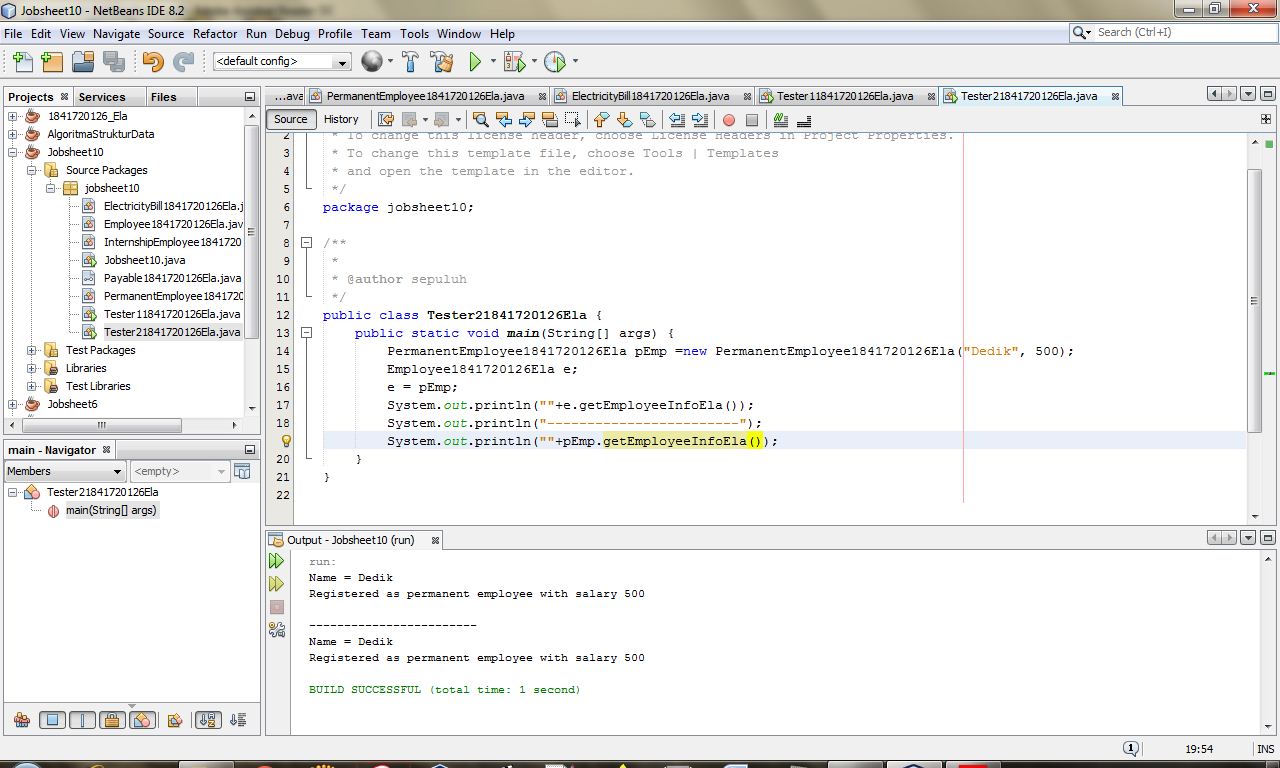 Jobsheet10 - NetBeans IDE 8.2
File Edit View Navigate Source Refactor Run Debug Profile Team Tools Window Help
Search (Ctrl+I)
<default config>
Projects Services Files
...ava PermanentEmployee1841720126Ela.java ElectricityBill1841720126Ela.java Tester11841720126Ela.java Tester21841720126Ela.java
Source History
1841720126_Ela
AlgoritmaStrukturData
Jobsheet10
Source Packages
jobsheet10
ElectricityBill1841720126Ela.j
Employee1841720126Ela.jav
InternshipEmployee1841720
Jobsheet10.java
Payable1841720126Ela.java
PermanentEmployee184172
Tester11841720126Ela.java
Tester21841720126Ela.java
Test Packages
Libraries
Test Libraries
Jobsheet6
2 * To change this license header, choose License Headers in Project Properties.
3 * To change this template file, choose Tools | Templates
4 * and open the template in the editor.
5 */
6 package jobsheet10;
7
8 /**
9 *
10 * @author sepuluh
11 */
12 public class Tester21841720126Ela {
13 public static void main(String[] args) {
14 PermanentEmployee1841720126Ela pEmp =new PermanentEmployee1841720126Ela("Dedik", 500);
15 Employee1841720126Ela e;
16 e = pEmp;
17 System.out.println(""+e.getEmployeeInfoEla());
18 System.out.println("------------------------");
System.out.println(""+pEmp.getEmployeeInfoEla());
20 }
21 }
22
main - Navigator
Members <empty>
Tester21841720126Ela
main(String[] args)
Output - Jobsheet10 (run)
run:
Name = Dedik
Registered as permanent employee with salary 500
------------------------
Name = Dedik
Registered as permanent employee with salary 500
BUILD SUCCESSFUL (total time: 1 second)
1 19:54 INS